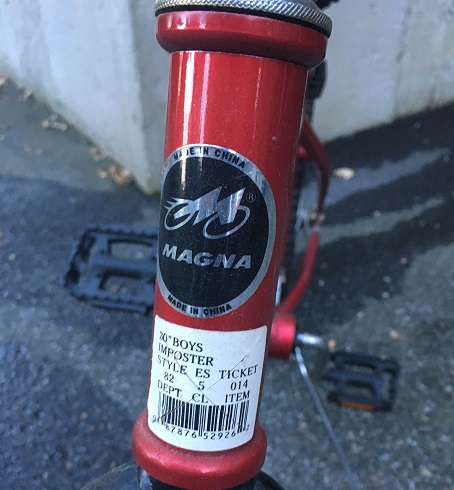 MADE IN CHINA
®
MAGNA
MADE IN CHINA
20" BOYS
IMPOSTER
STYLE ES TICKET
82 5 014
DEPT CL ITEM